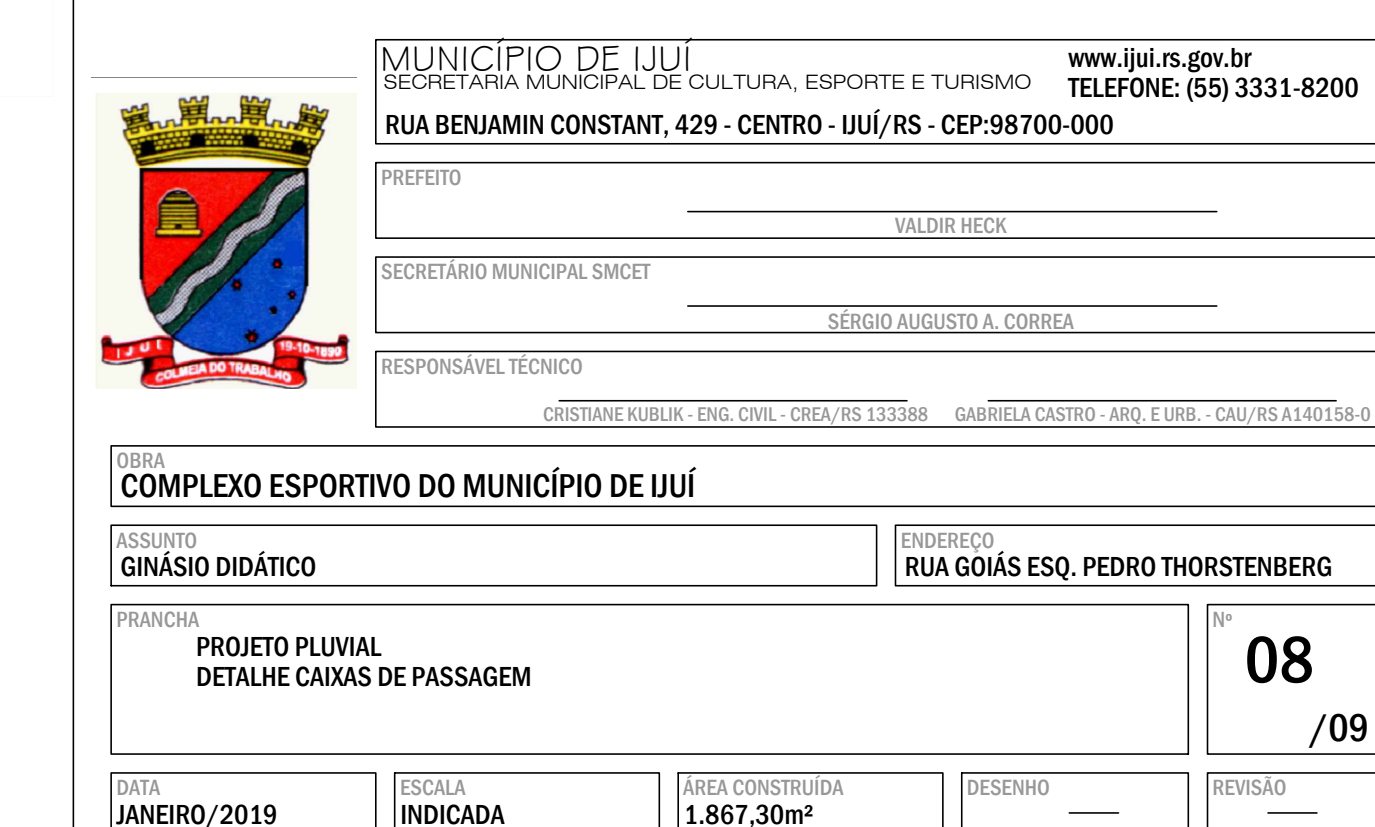 MUNICÍPIO DE IJUÍ
SECRETARIA MUNICIPAL DE CULTURA, ESPORTE E TURISMO
www.ijui.rs.gov.br
TELEFONE: (55) 3331-8200
RUA BENJAMIN CONSTANT, 429 - CENTRO - IJUÍ/RS - CEP:98700-000
PREFEITO
VALDIR HECK
SECRETÁRIO MUNICIPAL SMCET
SÉRGIO AUGUSTO A. CORREA
RESPONSÁVEL TÉCNICO
CRISTIANE KUBLIK - ENG. CIVIL - CREA/RS 133388
GABRIELA CASTRO - ARQ. E URB. - CAU/RS A140158-0
IJUI
19-10-1890
COLMEIA DO TRABALHO
OBRA
COMPLEXO ESPORTIVO DO MUNICÍPIO DE IJUÍ
ASSUNTO
GINÁSIO DIDÁTICO
ENDEREÇO
RUA GOIÁS ESQ. PEDRO THORSTENBERG
PRANCHA
PROJETO PLUVIAL
DETALHE CAIXAS DE PASSAGEM
Nº
08
/09
DATA
JANEIRO/2019
ESCALA
INDICADA
ÁREA CONSTRUÍDA
1.867,30m²
DESENHO
REVISÃO